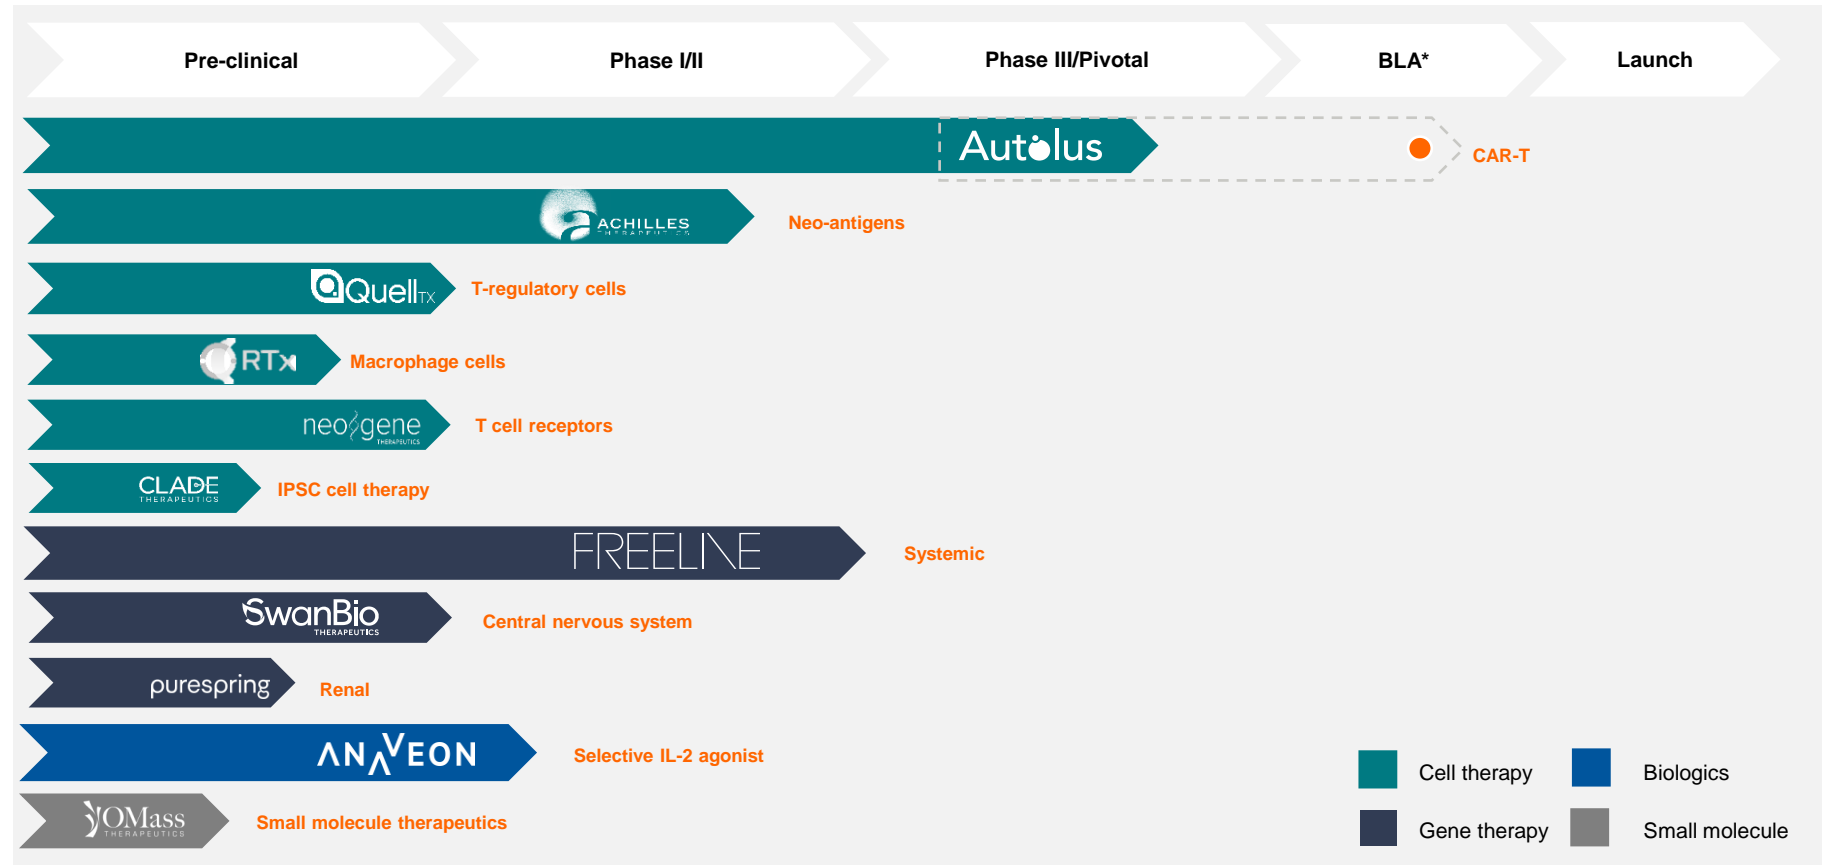 Pre-clinical
Phase I/II
Phase III/Pivotal
BLA*
Launch
Autolus
CAR-T
ACHILLES
THERAPEUTICS
Neo-antigens
QuellTX
T-regulatory cells
RTx
Macrophage cells
neogene
THERAPEUTICS
T cell receptors
CLADE
THERAPEUTICS
IPSC cell therapy
FREELINE
Systemic
SwanBio
THERAPEUTICS
Central nervous system
purespring
Renal
ANAVEON
Selective IL-2 agonist
OMass
THERAPEUTICS
Small molecule therapeutics
Cell therapy
Biologics
Gene therapy
Small molecule